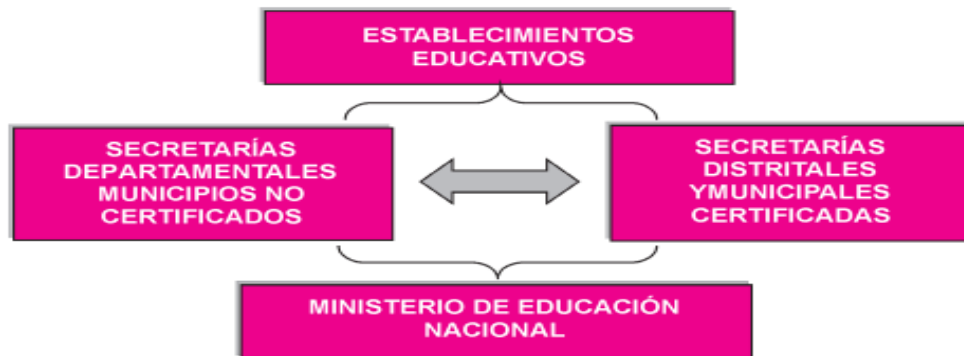 ESTABLECIMIENTOS
EDUCATIVOS
SECRETARÍAS
DEPARTAMENTALES
MUNICIPIOS NO
CERTIFICADOS
SECRETARÍAS
DISTRITALES
YMUNICIPALES
CERTIFICADAS
MINISTERIO DE EDUCACIÓN
NACIONAL